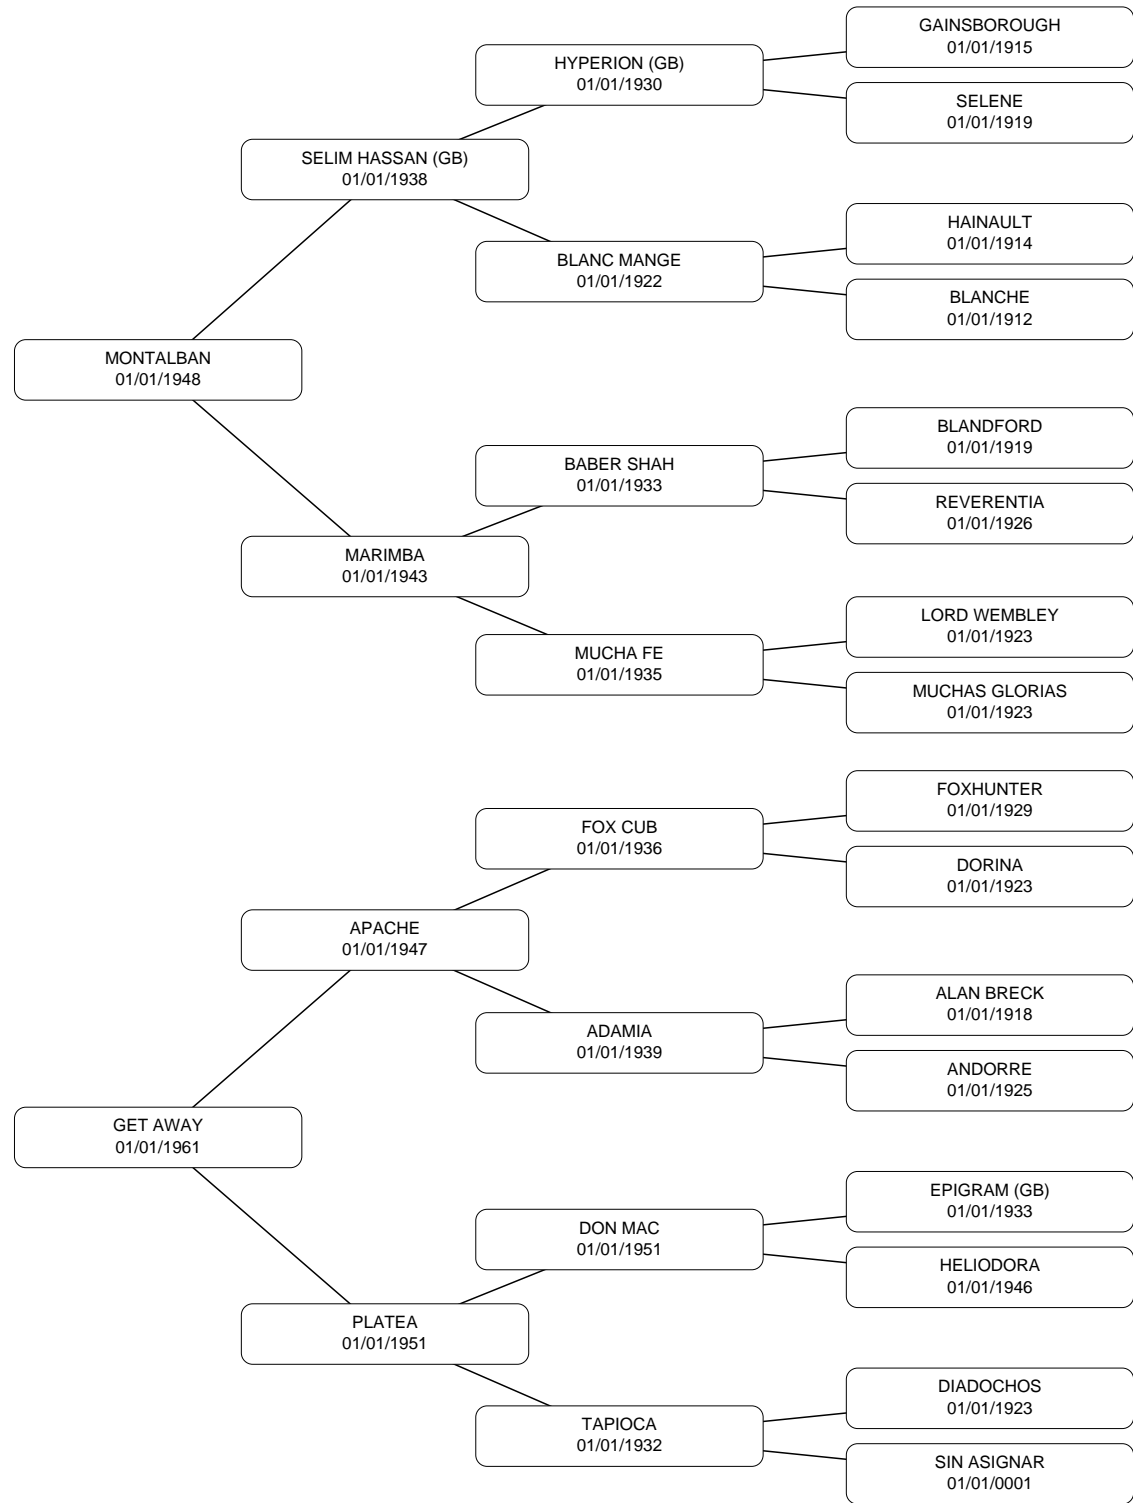 GAINSBOROUGH
01/01/1915
HYPERION (GB)
01/01/1930
SELENE
01/01/1919
SELIM HASSAN (GB)
01/01/1938
HAINAULT
01/01/1914
BLANC MANGE
01/01/1922
BLANCHE
01/01/1912
MONTALBAN
01/01/1948
BLANDFORD
01/01/1919
BABER SHAH
01/01/1933
REVERENTIA
01/01/1926
MARIMBA
01/01/1943
LORD WEMBLEY
01/01/1923
MUCHA FE
01/01/1935
MUCHAS GLORIAS
01/01/1923
FOXHUNTER
01/01/1929
FOX CUB
01/01/1936
DORINA
01/01/1923
APACHE
01/01/1947
ALAN BRECK
01/01/1918
ADAMIA
01/01/1939
ANDORRE
01/01/1925
GET AWAY
01/01/1961
EPIGRAM (GB)
01/01/1933
DON MAC
01/01/1951
HELIODORA
01/01/1946
PLATEA
01/01/1951
DIADOCHOS
01/01/1923
TAPIOCA
01/01/1932
SIN ASIGNAR
01/01/0001